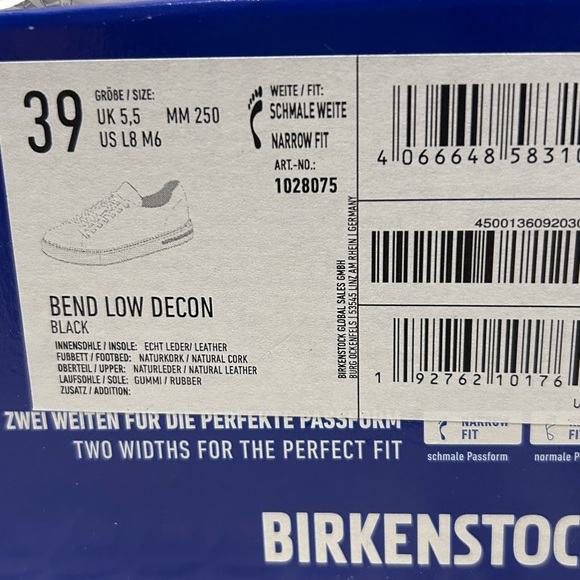 39
GRÖßE / SIZE:
UK 5,5 MM 250
US L8 M6
WEITE / FIT:
SCHMALE WEITE
NARROW FIT
ART.-NO.:
1028075
BEND LOW DECON
BLACK
INNENSOHLE / INSOLE: ECHT LEDER/ LEATHER
FUßBETT / FOOTBED: NATURKORK / NATURAL CORK
OBERTEIL / UPPER: NATURLEDER / NATURAL LEATHER
LAUFSOHLE / SOLE: GUMMI / RUBBER
ZUSATZ / ADDITION:
BIRKENSTOCK GLOBAL SALES GMBH
BURG OCKENFELS | 53545 LINZ AM RHEIN | GERMANY
4 066648 58310
4500136092030
1 92762 10176
U
ZWEI WEITEN FÜR DIE PERFEKTE PASSFORM
TWO WIDTHS FOR THE PERFECT FIT
NARROW
FIT
schmale Passform
normale P
BIRKENSTOC